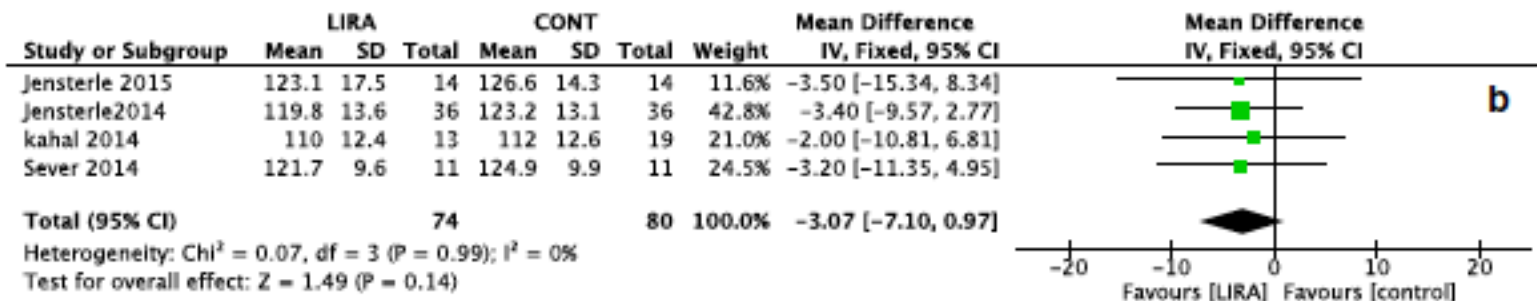 LIRA CONT Mean Difference Mean Difference
Study or Subgroup Mean SD Total Mean SD Total Weight IV, Fixed, 95% CI IV, Fixed, 95% CI
Jensterle 2015 123.1 17.5 14 126.6 14.3 14 11.6% −3.50 [−15.34, 8.34]
Jensterle2014 119.8 13.6 36 123.2 13.1 36 42.8% −3.40 [−9.57, 2.77]
kahal 2014 110 12.4 13 112 12.6 19 21.0% −2.00 [−10.81, 6.81]
Sever 2014 121.7 9.6 11 124.9 9.9 11 24.5% −3.20 [−11.35, 4.95]
b
Total (95% CI) 74 80 100.0% −3.07 [−7.10, 0.97]
Heterogeneity: Chi² = 0.07, df = 3 (P = 0.99); I² = 0%
Test for overall effect: Z = 1.49 (P = 0.14)
−20 −10 0 10 20
Favours [LIRA] Favours [control]